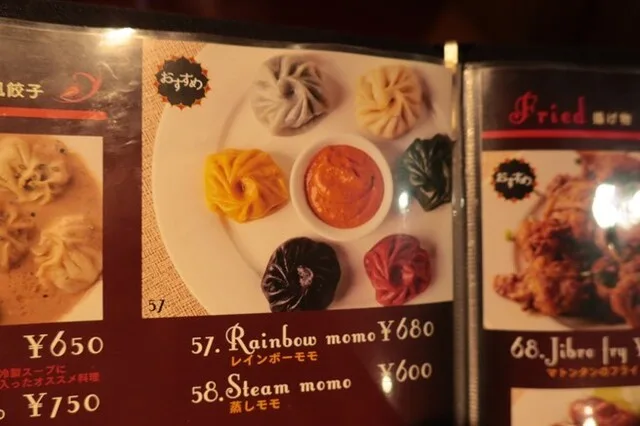 餃子
¥650
冷製スープに
入ったオススメ料理
¥750
おすすめ
57
57. Rainbow momo ¥680
レインボーモモ
58. Steam momo ¥600
蒸しモモ
Fried 揚げ物
おすすめ
68. Jibro fry
マトンタンのフライ